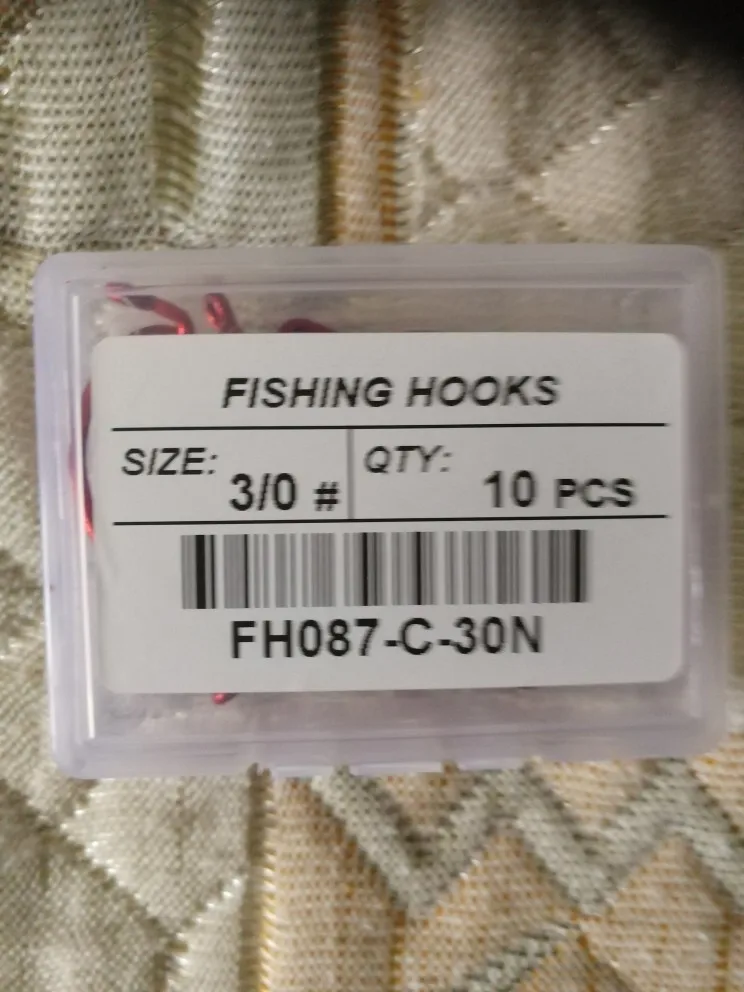 FISHING HOOKS
SIZE: 3/0 # QTY: 10 PCS
FH087-C-30N